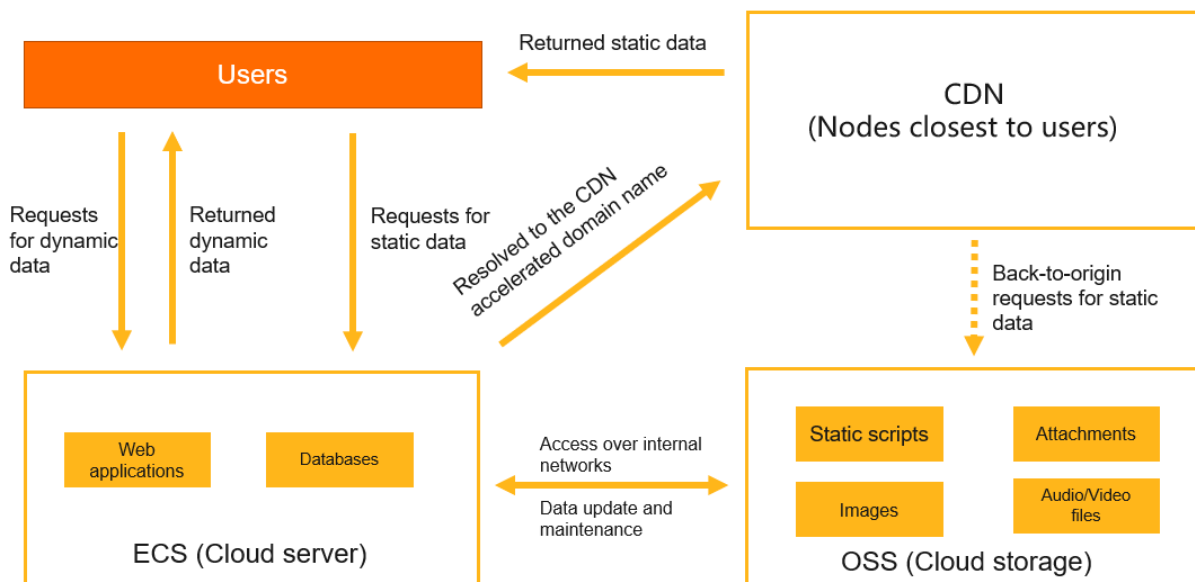 Users
Returned static data
CDN
(Nodes closest to users)
Requests
for dynamic
data
Returned
dynamic
data
Requests for
static data
Resolved to the CDN
accelerated domain name
Back-to-origin
requests for static
data
Web
applications
Databases
ECS (Cloud server)
Access over internal
networks
Data update and
maintenance
Static scripts
Attachments
Images
Audio/Video
files
OSS (Cloud storage)